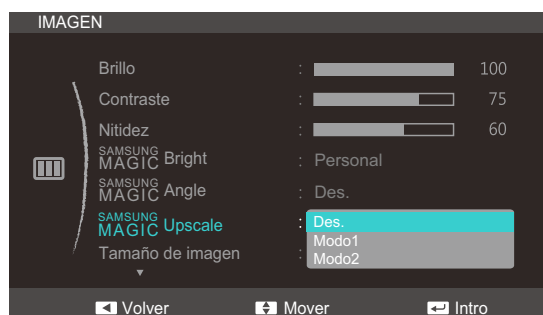 IMAGEN
Brillo : 100
Contraste : 75
Nitidez : 60
SAMSUNG MAGIC Bright : Personal
SAMSUNG MAGIC Angle : Des.
SAMSUNG MAGIC Upscale : Des.
Modo1
Tamaño de imagen : Modo2
Volver Mover Intro